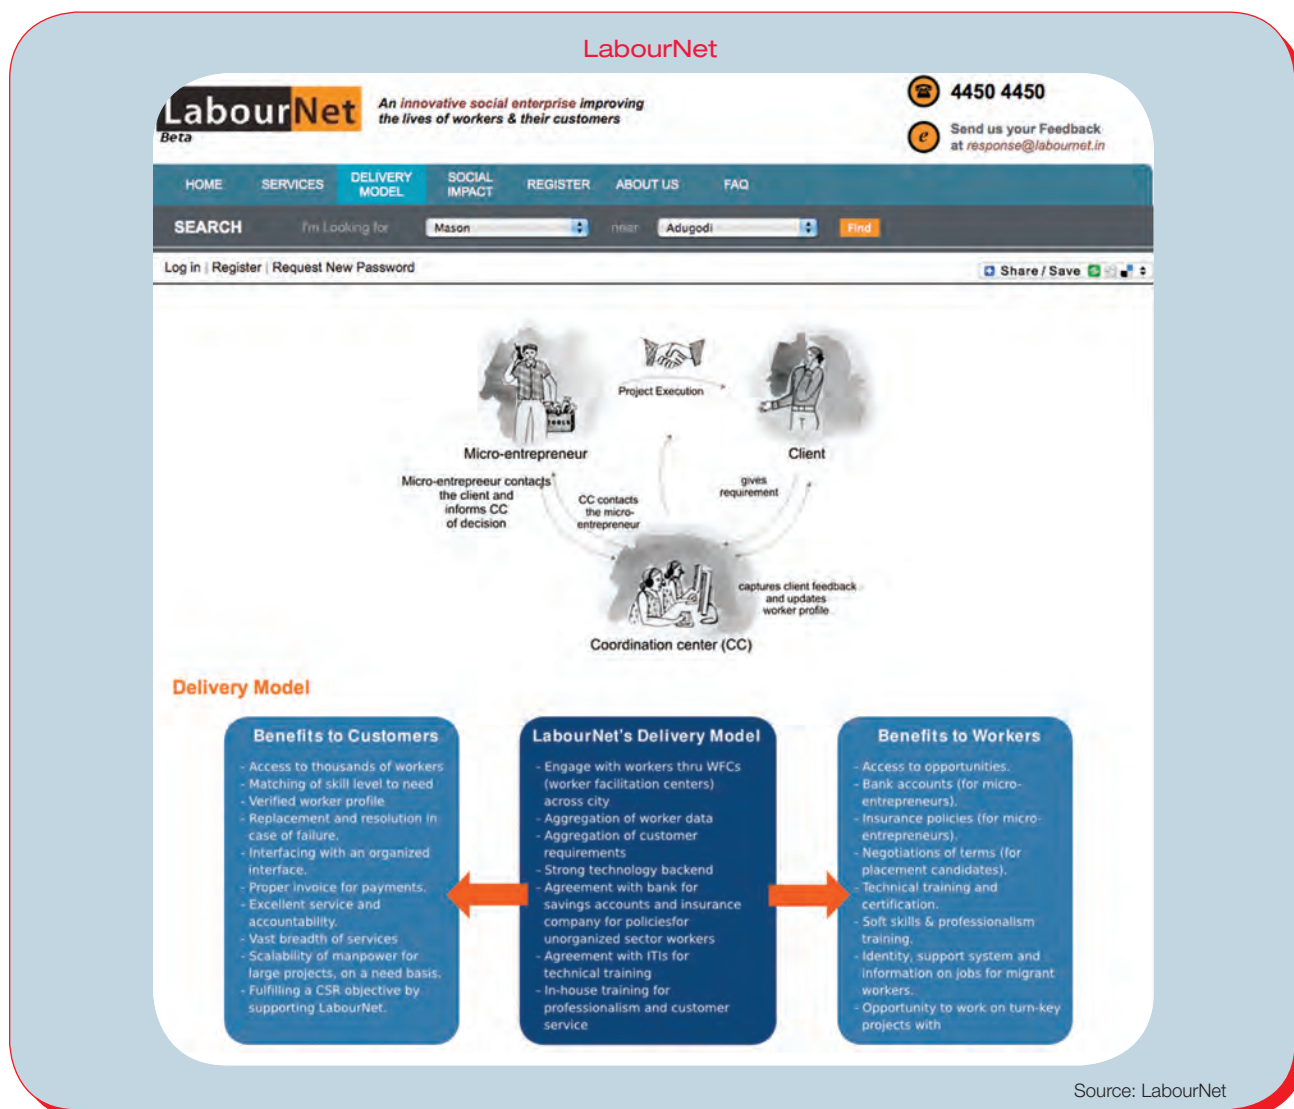 LabourNet
LabourNet
Beta
An innovative social enterprise improving
the lives of workers & their customers
4450 4450
Send us your Feedback
at response@labournet.in
HOME SERVICES DELIVERY MODEL SOCIAL IMPACT REGISTER ABOUT US FAQ
SEARCH I'm Looking for Mason near Adugodi Find
Log in | Register | Request New Password
Share / Save
Project Execution
Micro-entrepreneur
Client
Micro-entrepreeur contacts
the client and
informs CC
of decision
CC contacts
the micro-
entrepreneur
gives
requirement
TOOLS
captures client feedback
and updates
worker profile
Coordination center (CC)
Delivery Model
Benefits to Customers
- Access to thousands of workers
- Matching of skill level to need
- Verified worker profile
- Replacement and resolution in
case of failure.
- Interfacing with an organized
interface.
- Proper invoice for payments.
- Excellent service and
accountability.
- Vast breadth of services
- Scalability of manpower for
large projects, on a need basis.
- Fulfilling a CSR objective by
supporting LabourNet.
LabourNet's Delivery Model
- Engage with workers thru WFCs
(worker facilitation centers)
across city
- Aggregation of worker data
- Aggregation of customer
requirements
- Strong technology backend
- Agreement with bank for
savings accounts and insurance
company for policiesfor
unorganized sector workers
- Agreement with ITIs for
technical training
- In-house training for
professionalism and customer
service
Benefits to Workers
- Access to opportunities.
- Bank accounts (for micro-
entrepreneurs).
- Insurance policies (for micro-
entrepreneurs).
- Negotiations of terms (for
placement candidates).
- Technical training and
certification.
- Soft skills & professionalism
training.
- Identity, support system and
information on jobs for migrant
workers.
- Opportunity to work on turn-key
projects with
Source: LabourNet